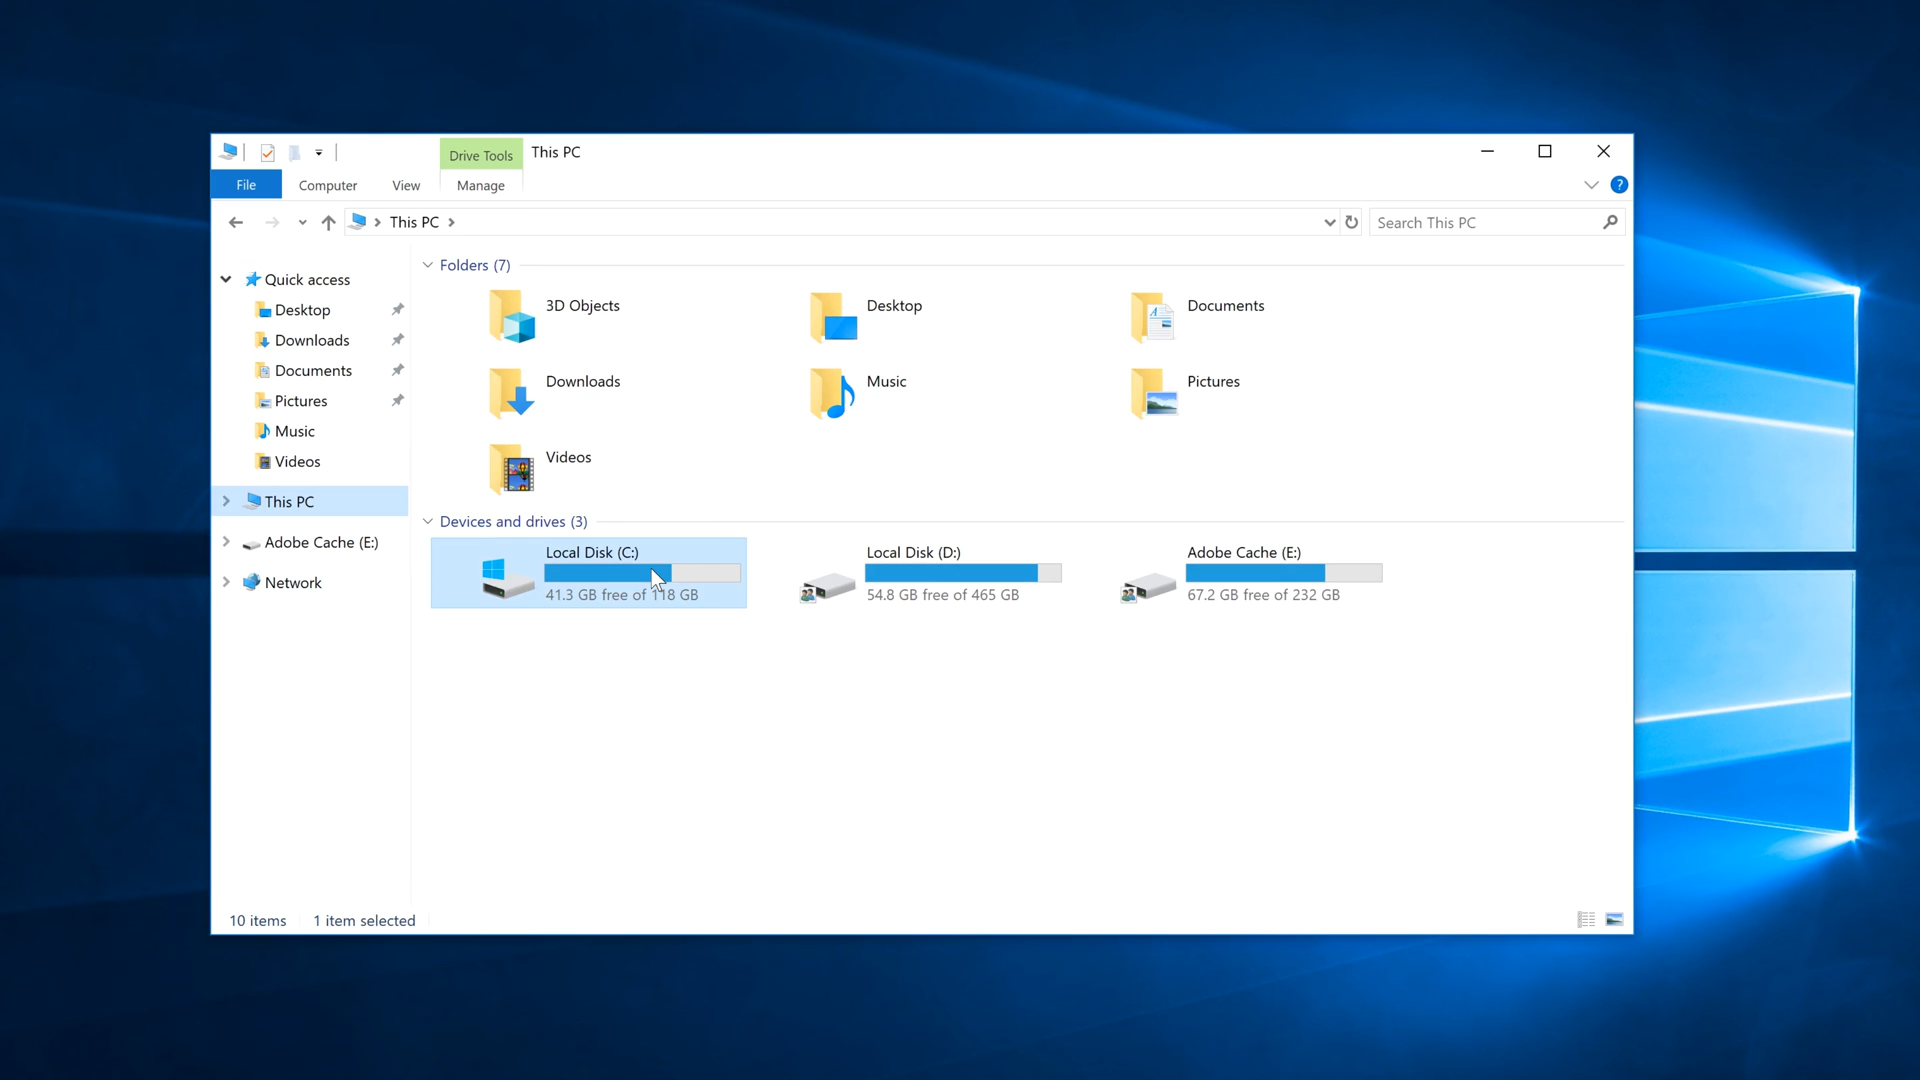 Drive Tools
This PC
File
Computer
View
Manage
?
This PC
Search This PC
Quick access
Desktop
Downloads
Documents
Pictures
Music
Videos
This PC
Adobe Cache (E:)
Network
Folders (7)
3D Objects
Desktop
Documents
Downloads
Music
Pictures
Videos
Devices and drives (3)
Local Disk (C:)
41.3 GB free of 118 GB
Local Disk (D:)
54.8 GB free of 465 GB
Adobe Cache (E:)
67.2 GB free of 232 GB
10 items
1 item selected